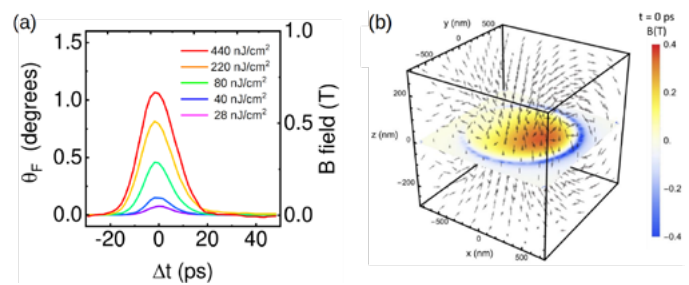 (a)
1.5
1.0
0.5
0.0
θF (degrees)
440 nJ/cm²
220 nJ/cm²
80 nJ/cm²
40 nJ/cm²
28 nJ/cm²
1.0
0.5
0.0
B field (T)
-20 0 20 40
Δt (ps)
(b)
y (nm)
-500
0
500
t = 0 ps
B(T)
0.4
0.2
0
-0.2
-0.4
200
z (nm) 0
-200
-500
0
500
x (nm)